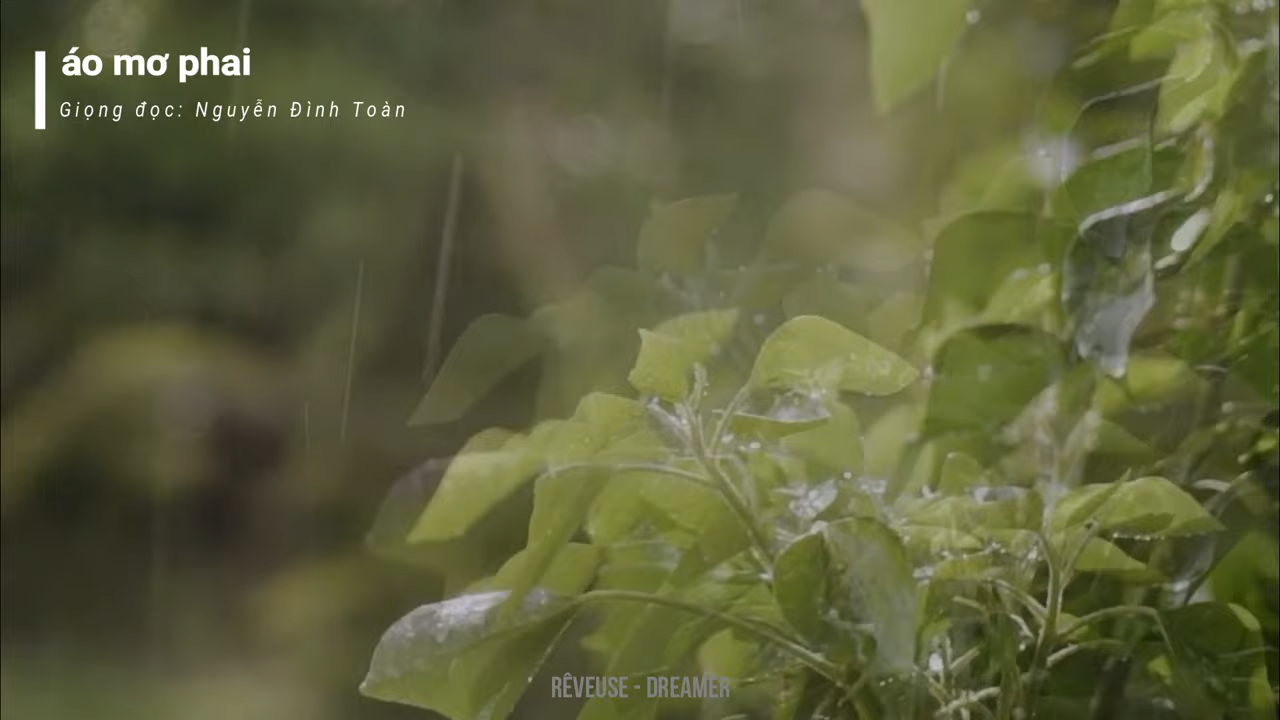 áo mơ phai
Giọng đọc: Nguyễn Đình Toàn
RÊVEUSE - DREAMER